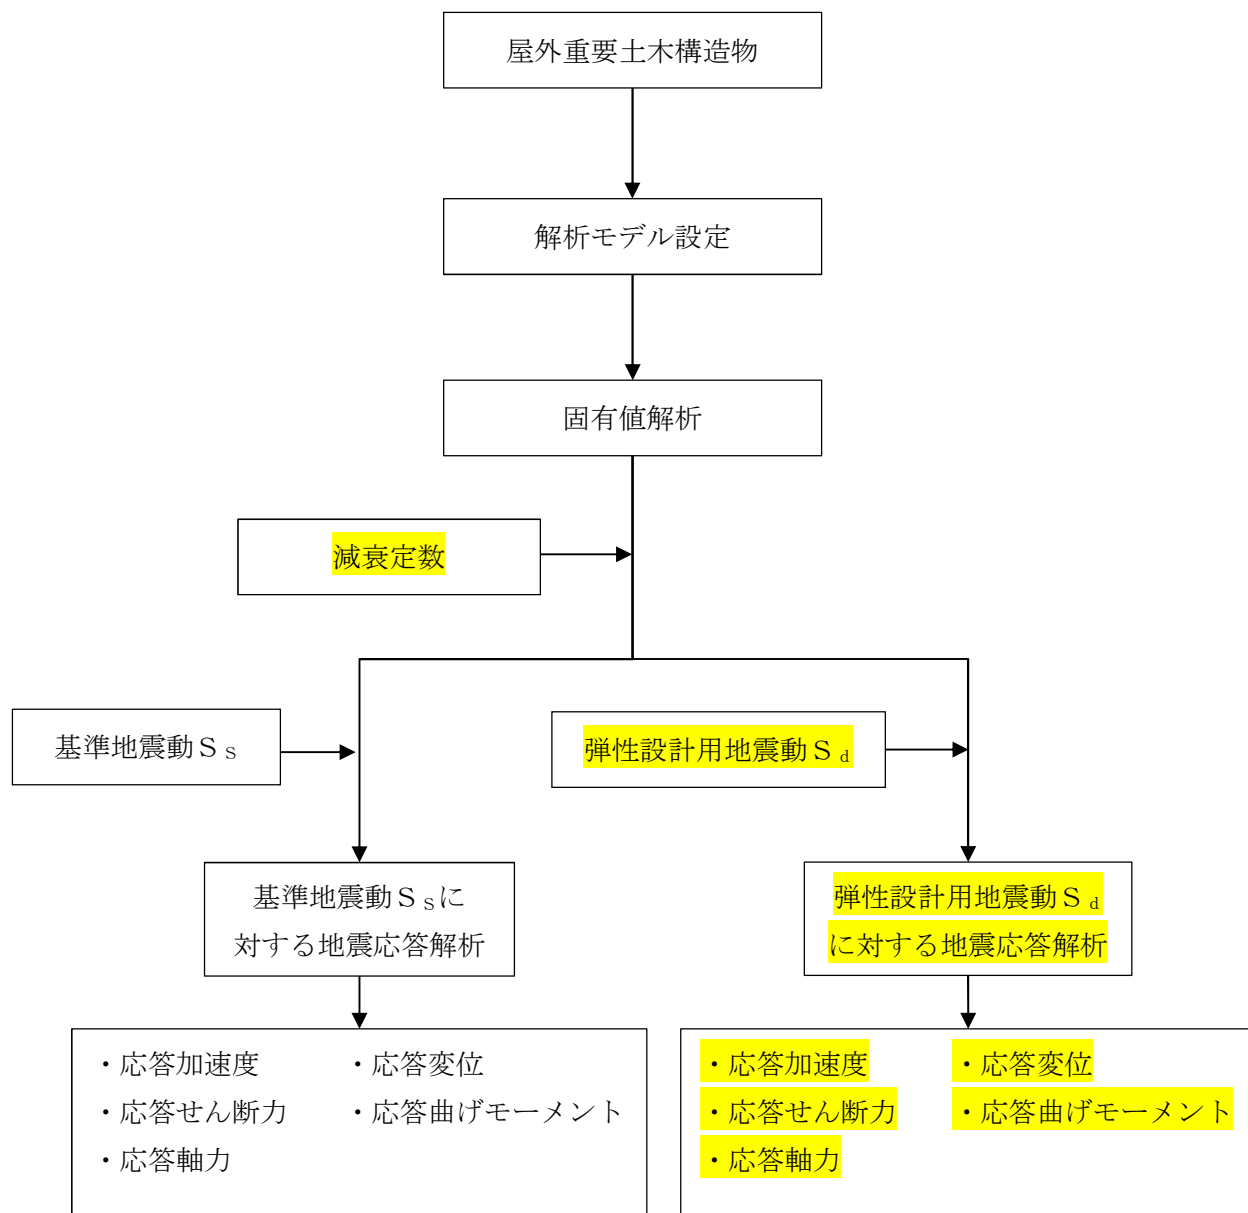 屋外重要土木構造物
解析モデル設定
固有値解析
減衰定数
基準地震動Ｓs
弾性設計用地震動Ｓd
基準地震動Ｓsに
対する地震応答解析
弾性設計用地震動Ｓd
に対する地震応答解析
・応答加速度　・応答変位
・応答せん断力　・応答曲げモーメント
・応答軸力
・応答加速度　・応答変位
・応答せん断力　・応答曲げモーメント
・応答軸力